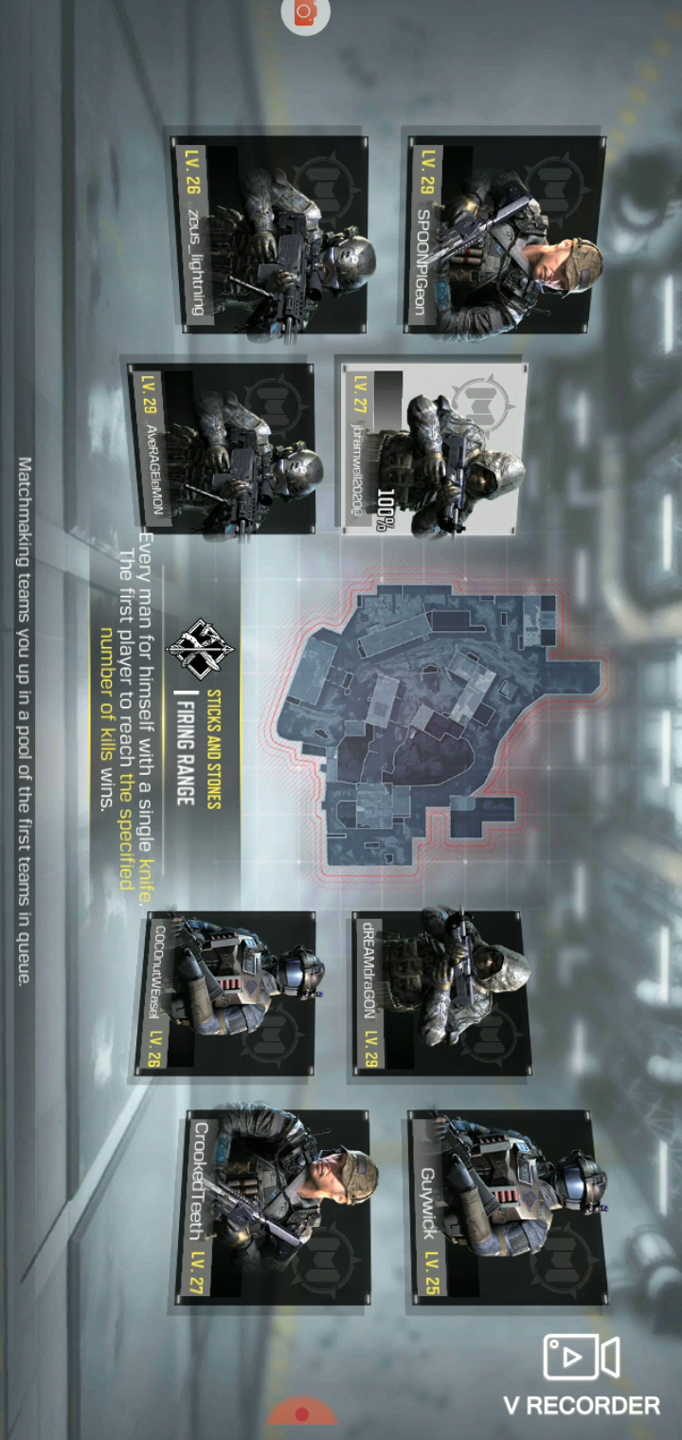 SPOONPIGeon
LV. 29
zeus_lightning
LV. 26
jbramwell2020@
LV. 27
100%
AveRAGEleMON
LV. 29
STICKS AND STONES
FIRING RANGE
Every man for himself with a single knife.
The first player to reach the specified
number of kills wins.
dREAMdraGON
LV. 29
COCOnutWEasel
LV. 26
Guywick
LV. 25
CrookedTeeth
LV. 27
Matchmaking teams you up in a pool of the first teams in queue.
V RECORDER